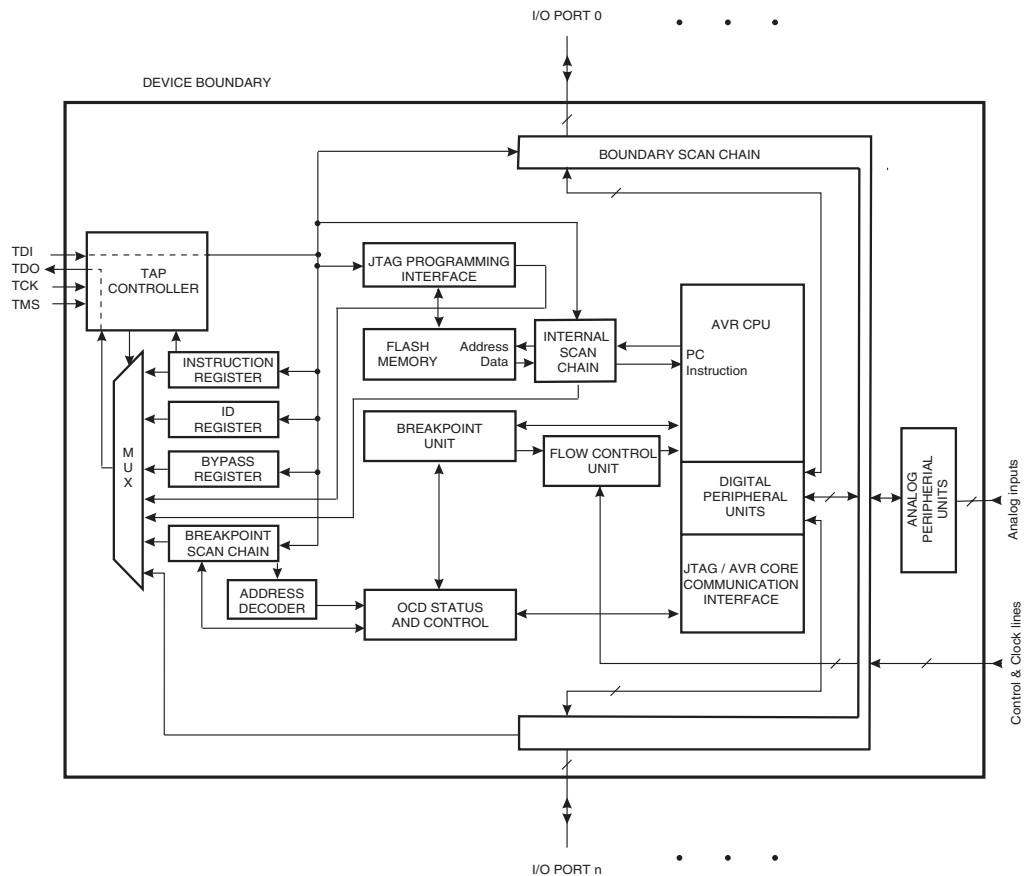 I/O PORT 0
DEVICE BOUNDARY
BOUNDARY SCAN CHAIN
TDI
TDO
TCK
TMS
TAP
CONTROLLER
JTAG PROGRAMMING
INTERFACE
AVR CPU
FLASH
MEMORY
Address
Data
INTERNAL
SCAN
CHAIN
PC
Instruction
INSTRUCTION
REGISTER
ID
REGISTER
BREAKPOINT
UNIT
FLOW CONTROL
UNIT
BYPASS
REGISTER
MUX
DIGITAL
PERIPHERAL
UNITS
ANALOG
PERIPHERIAL
UNITS
Analog inputs
BREAKPOINT
SCAN CHAIN
ADDRESS
DECODER
OCD STATUS
AND CONTROL
JTAG / AVR CORE
COMMUNICATION
INTERFACE
Control & Clock lines
I/O PORT n